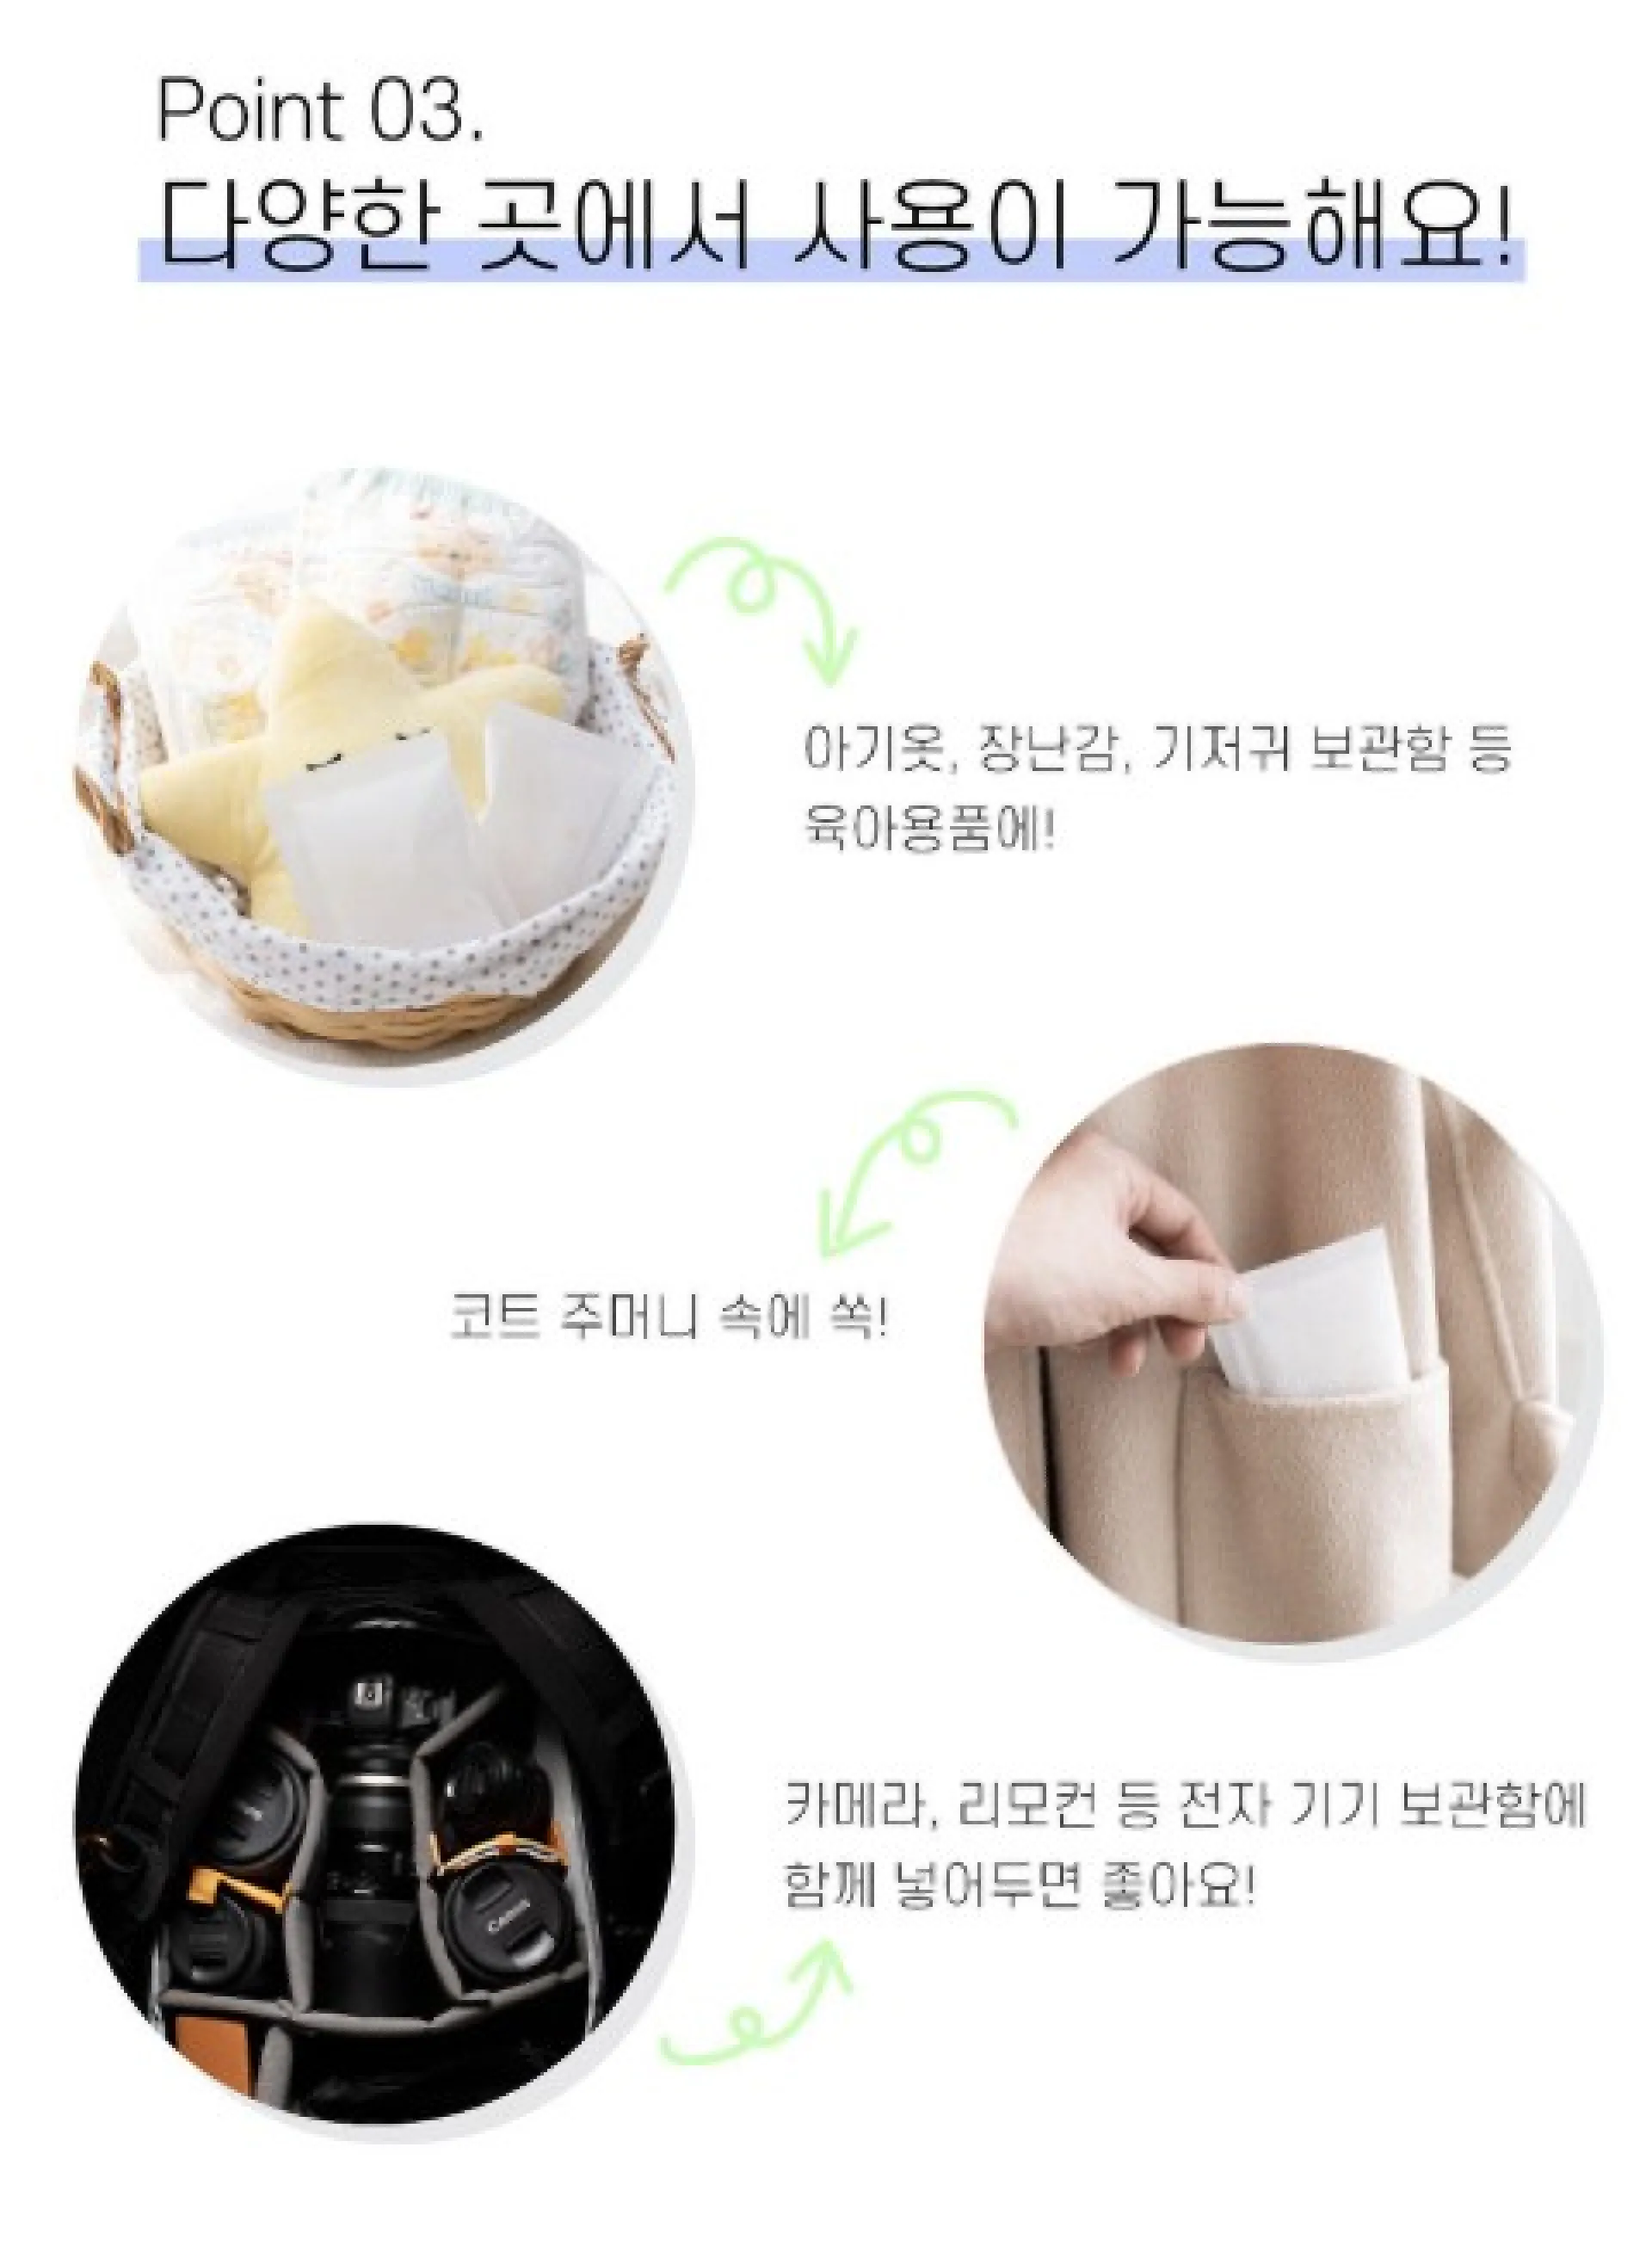 Point 03.
다양한 곳에서 사용이 가능해요!
아기옷, 장난감, 기저귀 보관함 등
육아용품에!
코트 주머니 속에 쏙!
카메라, 리모컨 등 전자 기기 보관함에
함께 넣어두면 좋아요!
Canon